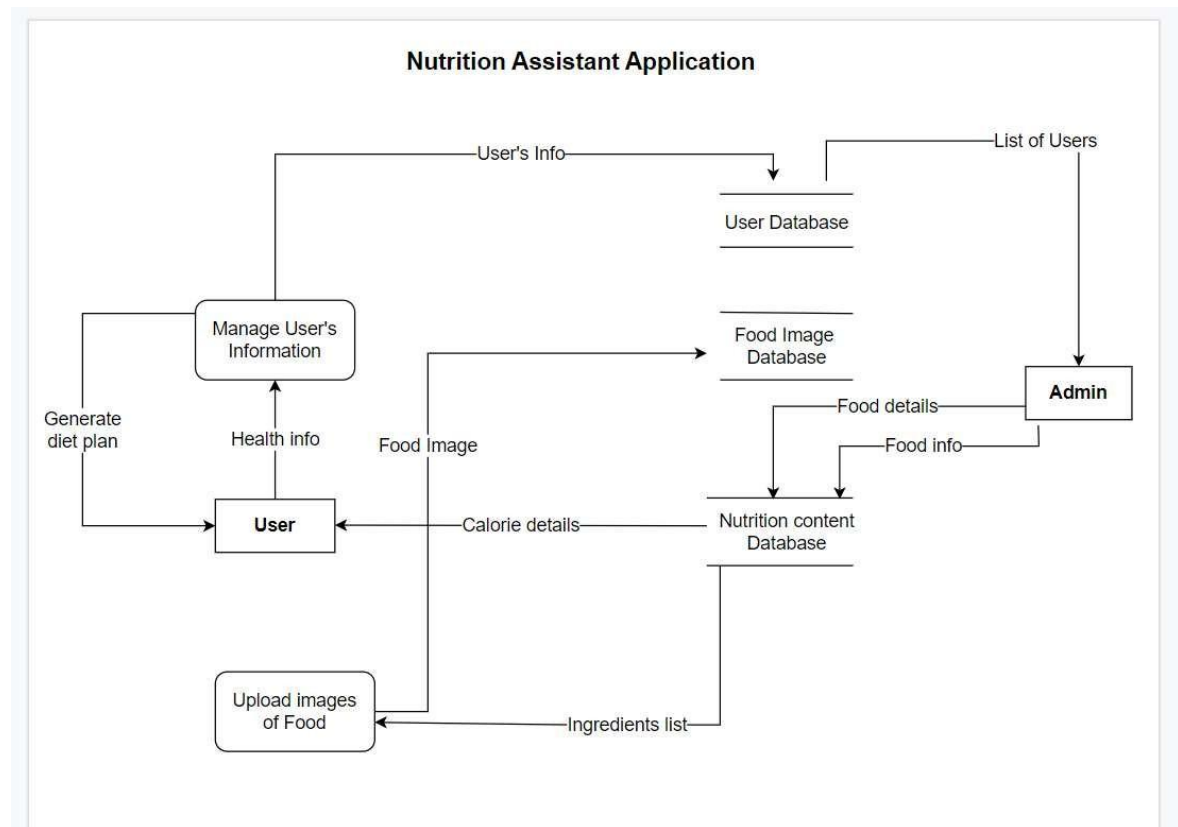 Nutrition Assistant Application
List of Users
User's Info
User Database
Manage User's
Information
Food Image
Database
Admin
Food details
Generate
diet plan
Health info
Food Image
Food info
User
Calorie details
Nutrition content
Database
Upload images
of Food
Ingredients list